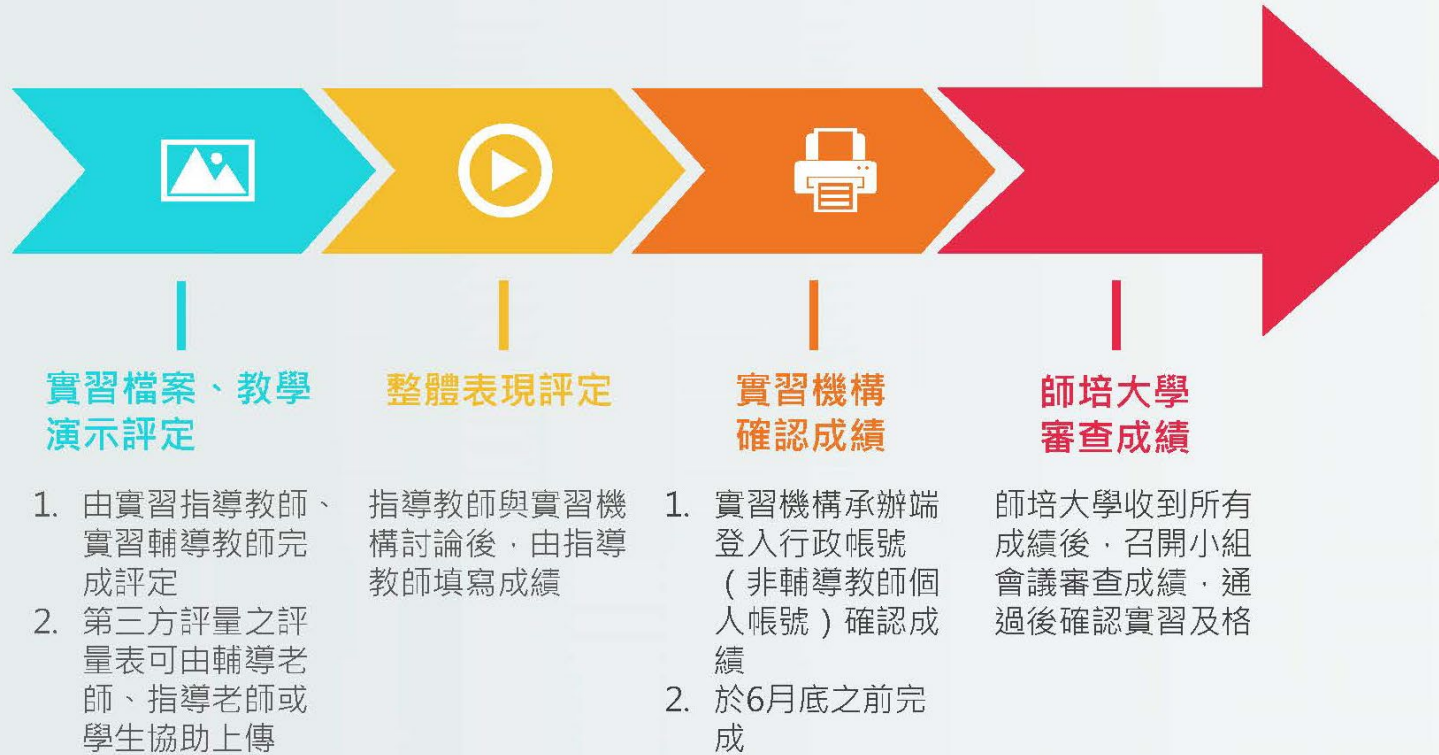 實習檔案、教學
演示評定
1. 由實習指導教師、
實習輔導教師完
成評定
2. 第三方評量之評
量表可由輔導老
師、指導老師或
學生協助上傳
整體表現評定
指導教師與實習機
構討論後，由指導
教師填寫成績
實習機構
確認成績
1. 實習機構承辦端
登入行政帳號
（非輔導教師個
人帳號）確認成
績
2. 於6月底之前完
成
師培大學
審查成績
師培大學收到所有
成績後，召開小組
會議審查成績，通
過後確認實習及格